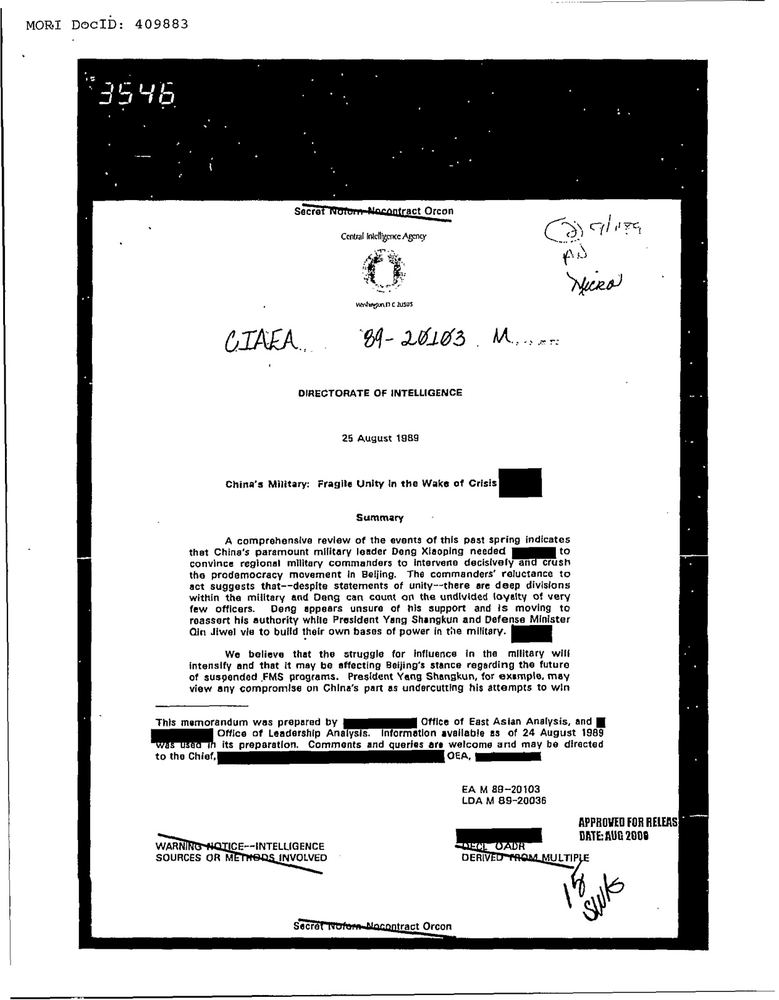 MORI DocID: 409883
3546
Secret Noforn-Nocontract Orcon
Central Intelligence Agency
Washington, D.C. 20505
Micro
CIAEA 89-20103 M
DIRECTORATE OF INTELLIGENCE
25 August 1989
China's Military: Fragile Unity in the Wake of Crisis
Summary
A comprehensive review of the events of this past spring indicates
that China's paramount military leader Deng Xiaoping needed to
convince regional military commanders to intervene decisively and crush
the prodemocracy movement in Beijing. The commanders' reluctance to
act suggests that--despite statements of unity--there are deep divisions
within the military and Deng can count on the undivided loyalty of very
few officers. Deng appears unsure of his support and is moving to
reassert his authority while President Yang Shangkun and Defense Minister
Qin Jiwei vie to build their own bases of power in the military.
We believe that the struggle for influence in the military will
intensify and that it may be affecting Beijing's stance regarding the future
of suspended FMS programs. President Yang Shangkun, for example, may
view any compromise on China's part as undercutting his attempts to win
This memorandum was prepared by Office of East Asian Analysis, and
Office of Leadership Analysis. Information available as of 24 August 1989
was used in its preparation. Comments and queries are welcome and may be directed
to the Chief, OEA,
EA M 89-20103
LDA M 89-20036
APPROVED FOR RELEAS
DATE: AUG 2000
WARNING NOTICE--INTELLIGENCE
SOURCES OR METHODS INVOLVED
DECL OADR
DERIVED FROM MULTIPLE
Secret Noforn-Nocontract Orcon